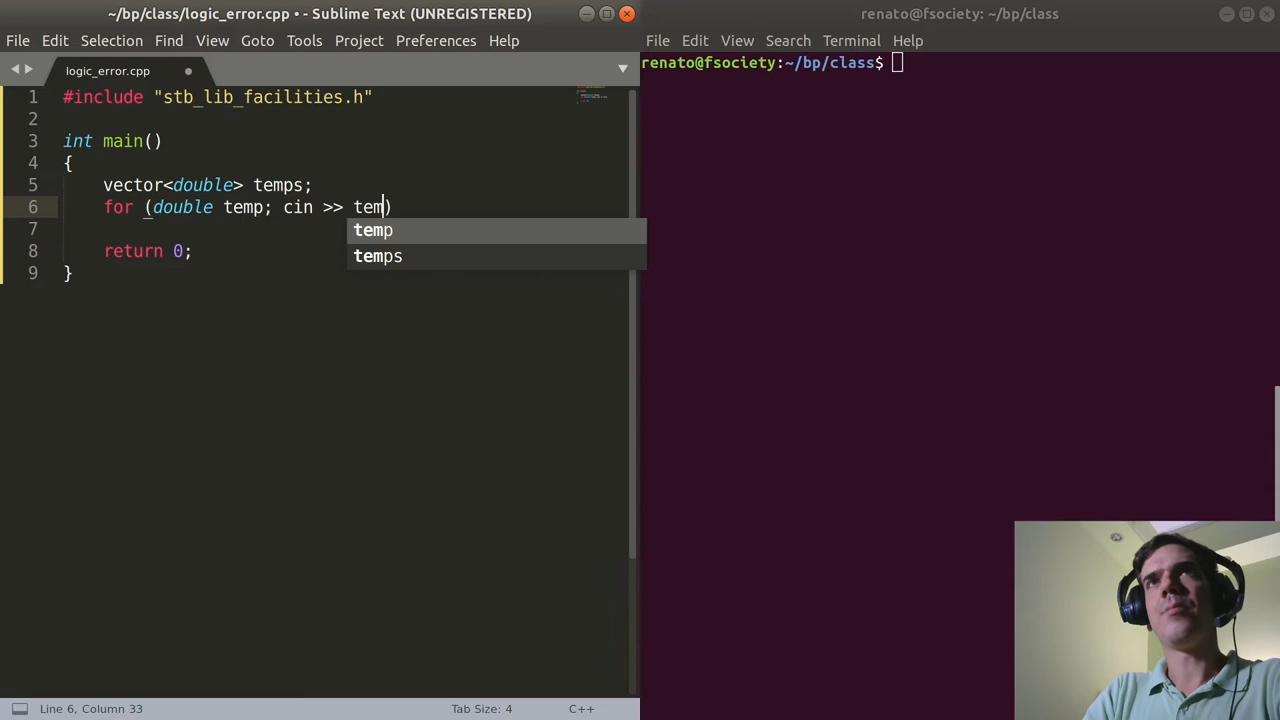 ~/bp/class/logic_error.cpp • - Sublime Text (UNREGISTERED)
File Edit Selection Find View Goto Tools Project Preferences Help
logic_error.cpp
1 #include "stb_lib_facilities.h"
2
3 int main()
4 {
5 vector<double> temps;
6 for (double temp; cin >> tem)
7
8 return 0;
9 }
temp
temps
Line 6, Column 33
Tab Size: 4
C++
renato@fsociety: ~/bp/class
File Edit View Search Terminal Help
renato@fsociety:~/bp/class$